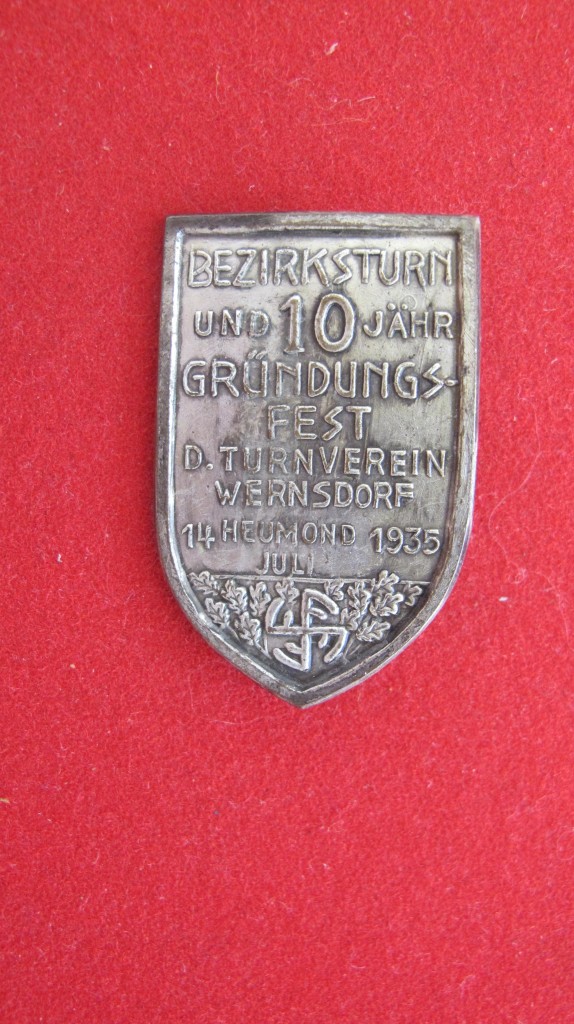 BEZIRKSTURN
UND 10 JÄHR
GRÜNDUNGS-
FEST
D. TURNVEREIN
WERNSDORF
14 HEUMOND 1935
JULI